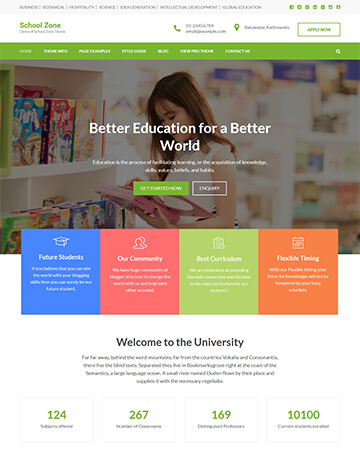 BUSINESS BOTANICAL HOSPITALITY SCIENCE IDEA GENERATION INTELLECTUAL DEVELOPMENT GLOBAL EDUCATION
School Zone
Demo of School Zone Theme
01-23456789
email@example.com
Baluwatar, Kathmandu
APPLY NOW
HOME THEME INFO PAGE EXAMPLES STYLE GUIDE BLOG VIEW PRO THEME CONTACT US
Better Education for a Better
World
Education is the process of facilitating learning, or the acquisition of knowledge,
skills, values, beliefs, and habits.
GET STARTED NOW
ENQUIRY
Future Students
If you believe that you can win
the world with your blogging
skills then you can surely be our
future student.
Our Community
We have huge community of
blogger who love to change the
world with us and help each
other succeed.
Best Curriculum
We are dedicated at providing
the well researched and the best
in the class curriculum for our
students.
Flexible Timing
With our Flexible timing your
thirst for knowledge will not be
hampered by your busy
schedule.
Welcome to the University
Far far away, behind the word mountains, far from the countries Vokalia and Consonantia,
there live the blind texts. Separated they live in Bookmarksgrove right at the coast of the
Semantics, a large language ocean. A small river named Duden flows by their place and
supplies it with the necessary regelialia.
124
Subjects offered
267
Number of Classrooms
169
Distinguised Professors
10100
Current students enrolled